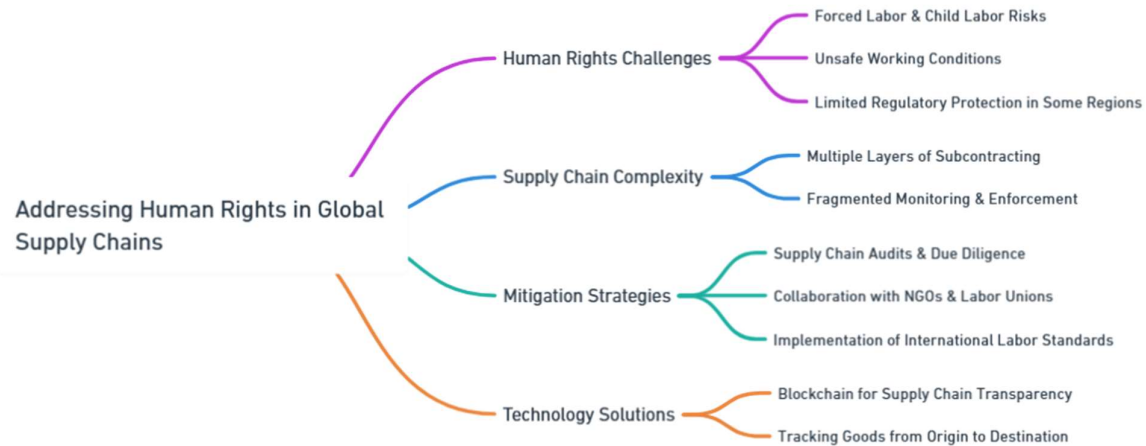 Addressing Human Rights in Global
Supply Chains
Human Rights Challenges
Forced Labor & Child Labor Risks
Unsafe Working Conditions
Limited Regulatory Protection in Some Regions
Supply Chain Complexity
Multiple Layers of Subcontracting
Fragmented Monitoring & Enforcement
Mitigation Strategies
Supply Chain Audits & Due Diligence
Collaboration with NGOs & Labor Unions
Implementation of International Labor Standards
Technology Solutions
Blockchain for Supply Chain Transparency
Tracking Goods from Origin to Destination